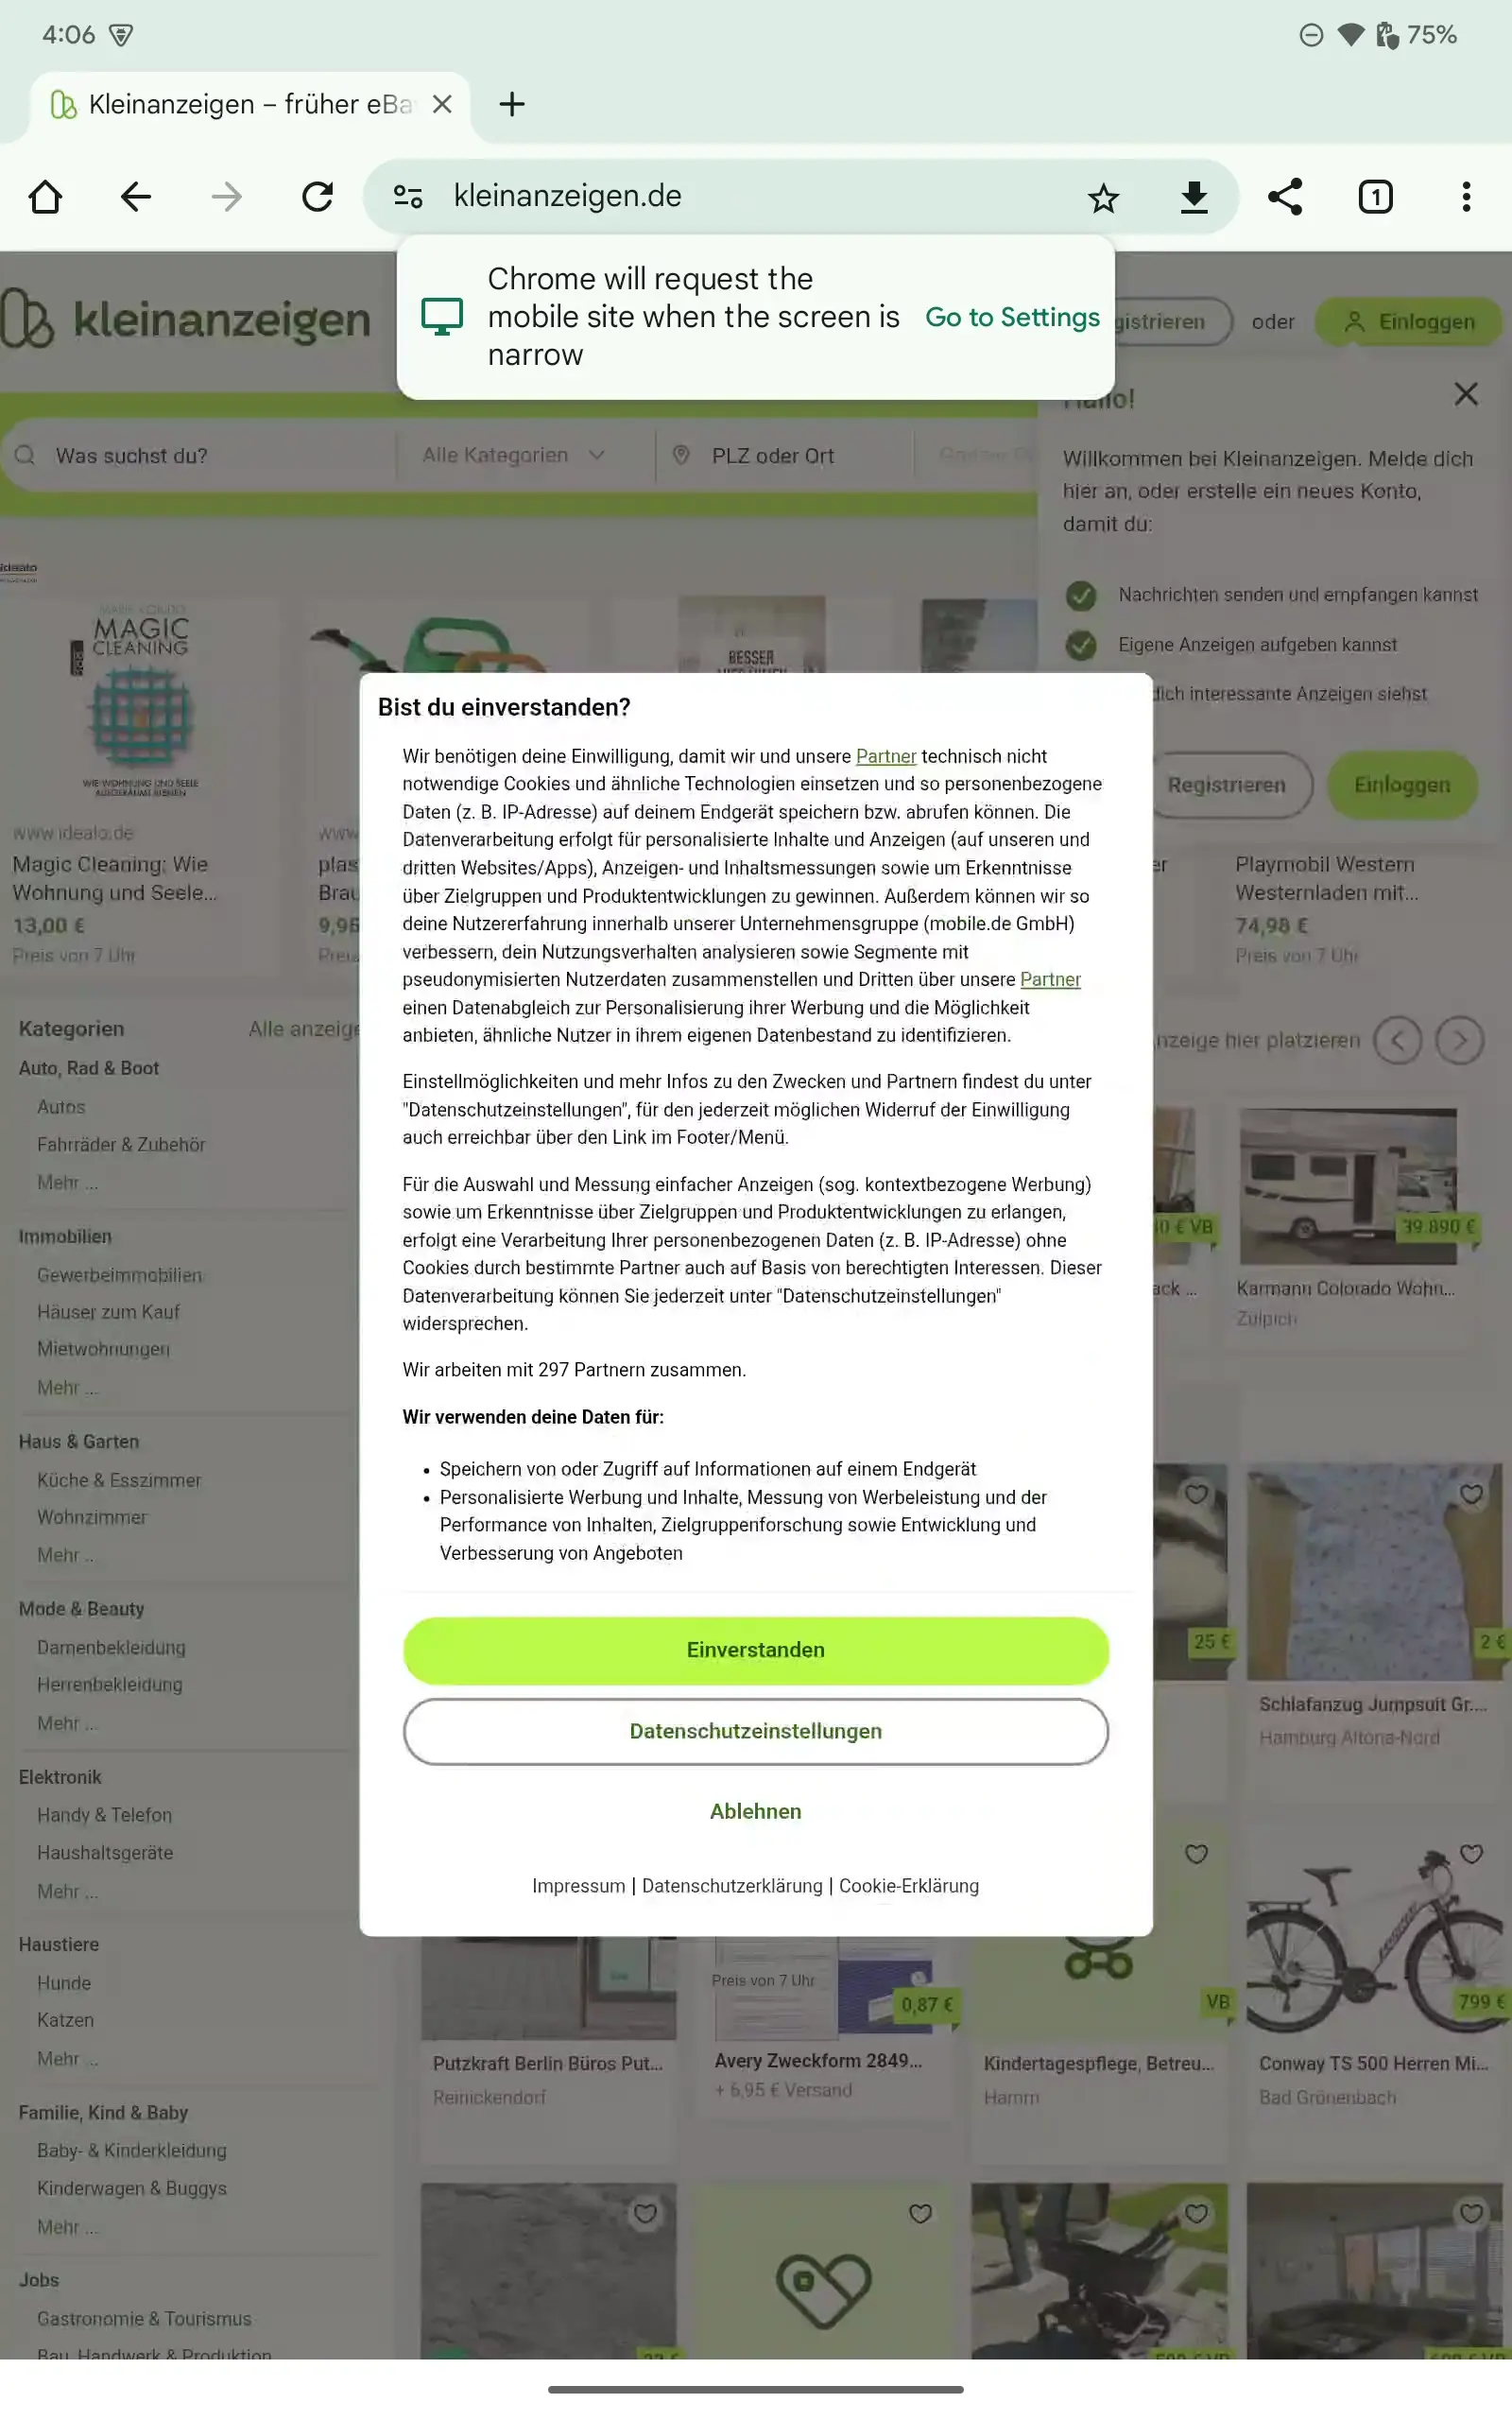 4:06
75%
Kleinanzeigen – früher eBa
kleinanzeigen.de
1
Chrome will request the
mobile site when the screen is
narrow
Go to Settings
kleinanzeigen
gistrieren
oder
Einloggen
Hallo!
Was suchst du?
Alle Kategorien
PLZ oder Ort
Willkommen bei Kleinanzeigen. Melde dich
hier an, oder erstelle ein neues Konto,
damit du:
Nachrichten senden und empfangen kannst
Eigene Anzeigen aufgeben kannst
dich interessante Anzeigen siehst
Registrieren
Einloggen
idealo
MAGIC
CLEANING
WIE WOHNUNG UND SEELE
AUFGERÄUMT BLEIBEN
BESSER
www.idealo.de
Magic Cleaning: Wie
Wohnung und Seele...
13,00 €
Preis von 7 Uhr
www
plas
Brau
9,95
Preis
er
Playmobil Western
Westernladen mit...
74,98 €
Preis von 7 Uhr
Bist du einverstanden?
Wir benötigen deine Einwilligung, damit wir und unsere Partner technisch nicht
notwendige Cookies und ähnliche Technologien einsetzen und so personenbezogene
Daten (z. B. IP-Adresse) auf deinem Endgerät speichern bzw. abrufen können. Die
Datenverarbeitung erfolgt für personalisierte Inhalte und Anzeigen (auf unseren und
dritten Websites/Apps), Anzeigen- und Inhaltsmessungen sowie um Erkenntnisse
über Zielgruppen und Produktentwicklungen zu gewinnen. Außerdem können wir so
deine Nutzererfahrung innerhalb unserer Unternehmensgruppe (mobile.de GmbH)
verbessern, dein Nutzungsverhalten analysieren sowie Segmente mit
pseudonymisierten Nutzerdaten zusammenstellen und Dritten über unsere Partner
einen Datenabgleich zur Personalisierung ihrer Werbung und die Möglichkeit
anbieten, ähnliche Nutzer in ihrem eigenen Datenbestand zu identifizieren.
Einstellmöglichkeiten und mehr Infos zu den Zwecken und Partnern findest du unter
"Datenschutzeinstellungen", für den jederzeit möglichen Widerruf der Einwilligung
auch erreichbar über den Link im Footer/Menü.
Für die Auswahl und Messung einfacher Anzeigen (sog. kontextbezogene Werbung)
sowie um Erkenntnisse über Zielgruppen und Produktentwicklungen zu erlangen,
erfolgt eine Verarbeitung Ihrer personenbezogenen Daten (z. B. IP-Adresse) ohne
Cookies durch bestimmte Partner auch auf Basis von berechtigten Interessen. Dieser
Datenverarbeitung können Sie jederzeit unter "Datenschutzeinstellungen"
widersprechen.
Wir arbeiten mit 297 Partnern zusammen.
Wir verwenden deine Daten für:
• Speichern von oder Zugriff auf Informationen auf einem Endgerät
• Personalisierte Werbung und Inhalte, Messung von Werbeleistung und der
Performance von Inhalten, Zielgruppenforschung sowie Entwicklung und
Verbesserung von Angeboten
Einverstanden
Datenschutzeinstellungen
Ablehnen
Impressum | Datenschutzerklärung | Cookie-Erklärung
Kategorien
Alle anzeige
Auto, Rad & Boot
Autos
Fahrräder & Zubehör
Mehr ...
Immobilien
Gewerbeimmobilien
Häuser zum Kauf
Mietwohnungen
Mehr ...
Haus & Garten
Küche & Esszimmer
Wohnzimmer
Mehr ...
Mode & Beauty
Damenbekleidung
Herrenbekleidung
Mehr ...
Elektronik
Handy & Telefon
Haushaltsgeräte
Mehr ...
Haustiere
Hunde
Katzen
Mehr ...
Familie, Kind & Baby
Baby- & Kinderkleidung
Kinderwagen & Buggys
Mehr ...
Jobs
Gastronomie & Tourismus
Bau, Handwerk & Produktion
nzeige hier platzieren
0 € VB
39.890 €
ack ...
Karmann Colorado Wohn...
Zülpich
25 €
2 €
Schlafanzug Jumpsuit Gr....
Hamburg Altona-Nord
Preis von 7 Uhr
0,87 €
VB
799 €
Putzkraft Berlin Büros Put...
Reinickendorf
Avery Zweckform 2849...
+ 6,95 € Versand
Kindertagespflege, Betreu...
Hamm
Conway TS 500 Herren Mi...
Bad Grönenbach